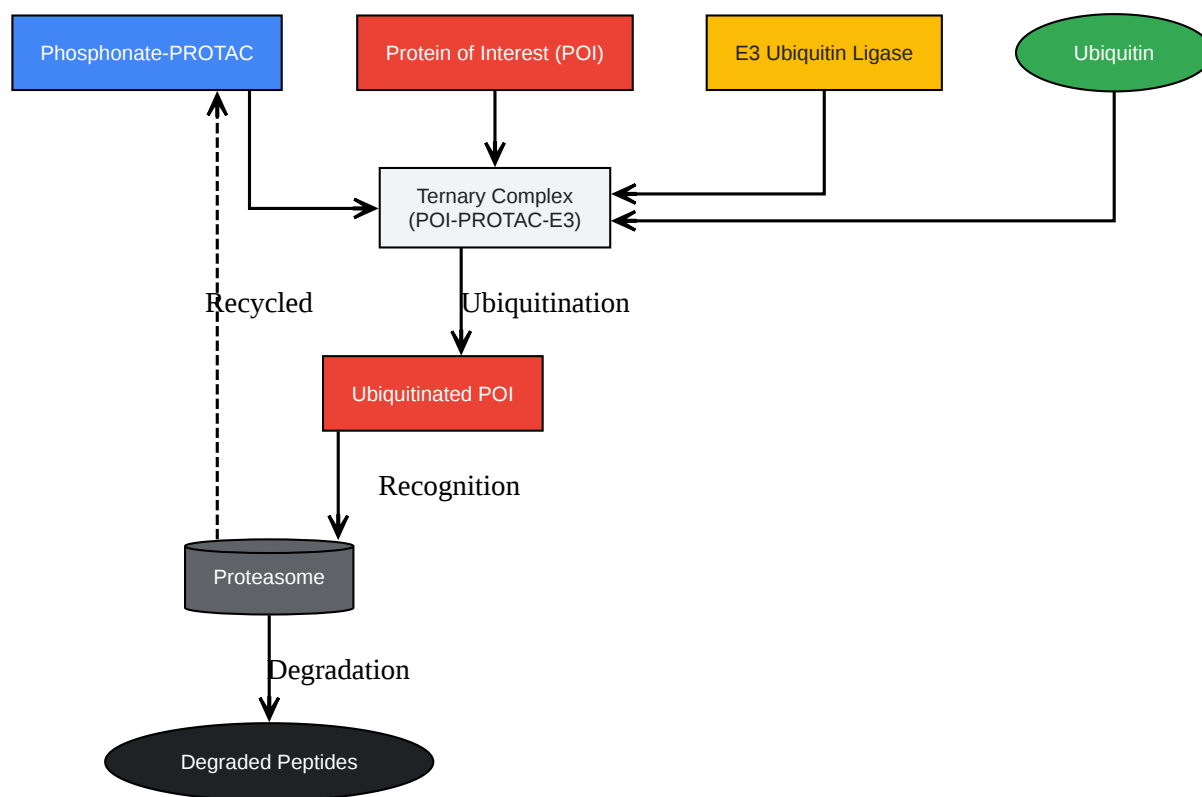 Phosphonate-PROTAC
Protein of Interest (POI)
E3 Ubiquitin Ligase
Ubiquitin
Ternary Complex
(POI-PROTAC-E3)
Recycled
Ubiquitination
Ubiquitinated POI
Recognition
Proteasome
Degradation
Degraded Peptides